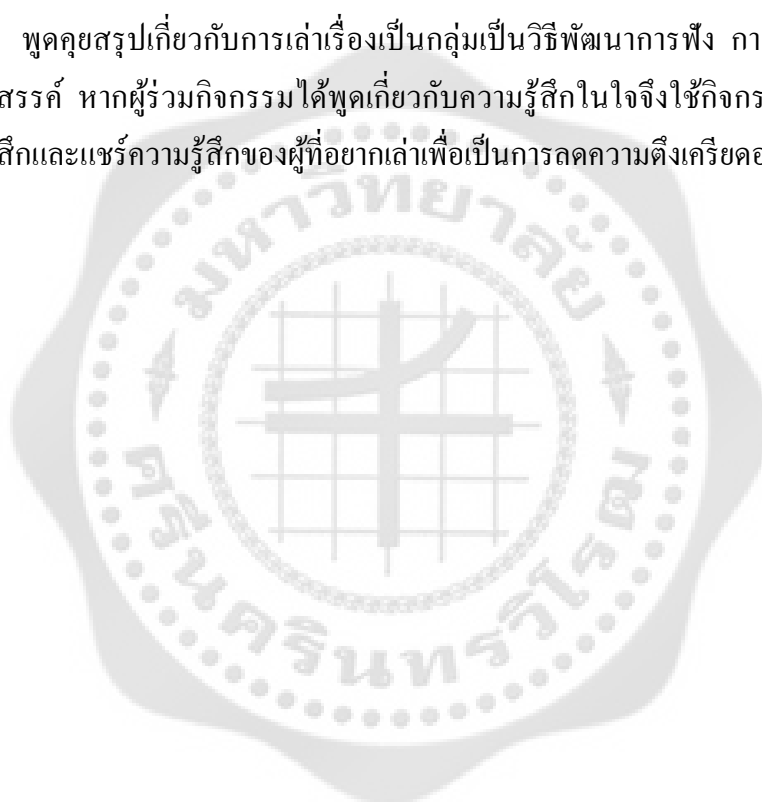 พูดคุยสรุปเกี่ยวกับการเล่าเรื่องเป็นกลุ่มเป็นวิธีพัฒนาการฟัง กา
สรรค์ หากผู้ร่วมกิจกรรมได้พูดเกี่ยวกับความรู้สึกในใจจึงใช้กิจกร
สึกและแชร์ความรู้สึกของผู้ที่อยากเล่าเพื่อเป็นการลดความตึงเครียด
มหาวิทยาลัย
ศรีนครินทรวิโรฒ